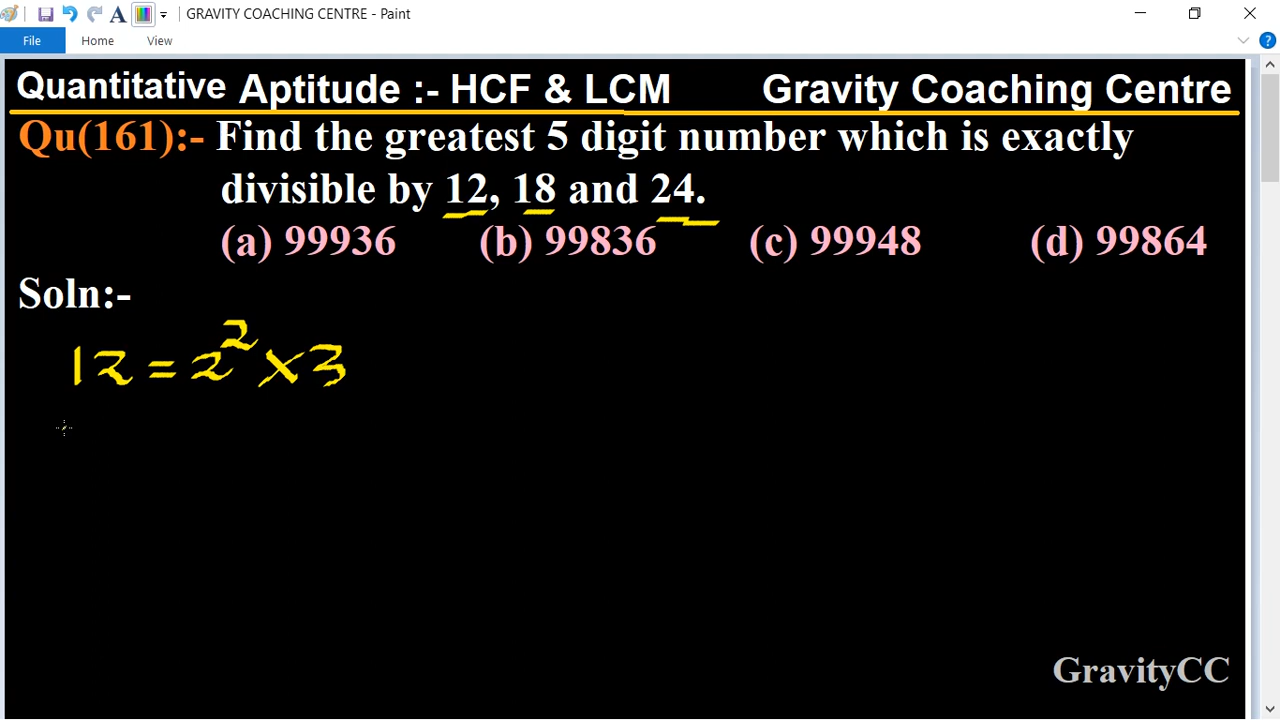 GRAVITY COACHING CENTRE - Paint
File Home View
Quantitative Aptitude :- HCF & LCM Gravity Coaching Centre
Qu(161):- Find the greatest 5 digit number which is exactly
divisible by 12, 18 and 24.
(a) 99936 (b) 99836 (c) 99948 (d) 99864
Soln:-
12 = 2² × 3
GravityCC